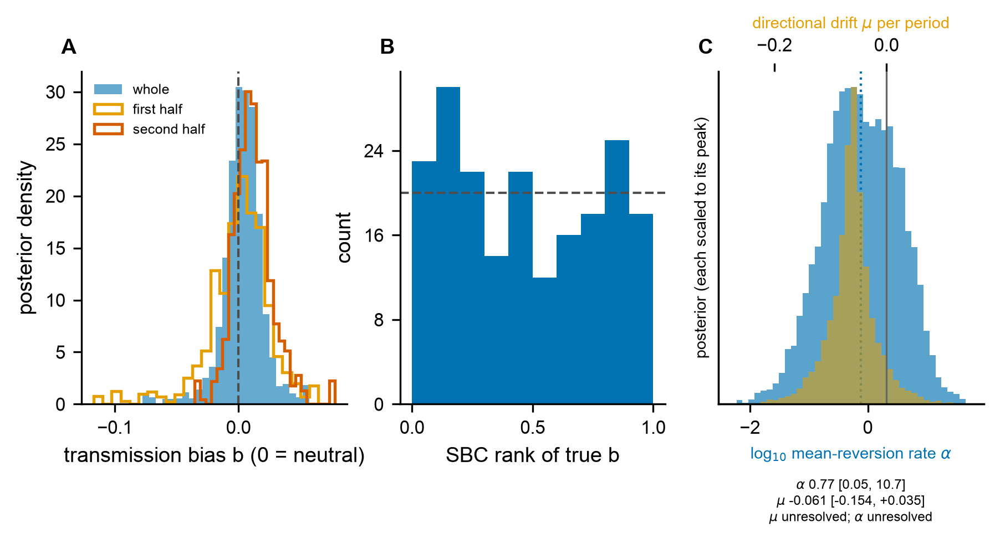 A
whole
first half
second half
posterior density
30
25
20
15
10
5
0
−0.1
0.0
transmission bias b (0 = neutral)
B
count
24
16
8
0
0.0
0.5
1.0
SBC rank of true b
C
directional drift μ per period
−0.2
0.0
posterior (each scaled to its peak)
−2
0
log₁₀ mean-reversion rate α
α 0.77 [0.05, 10.7]
μ -0.061 [-0.154, +0.035]
μ unresolved; α unresolved